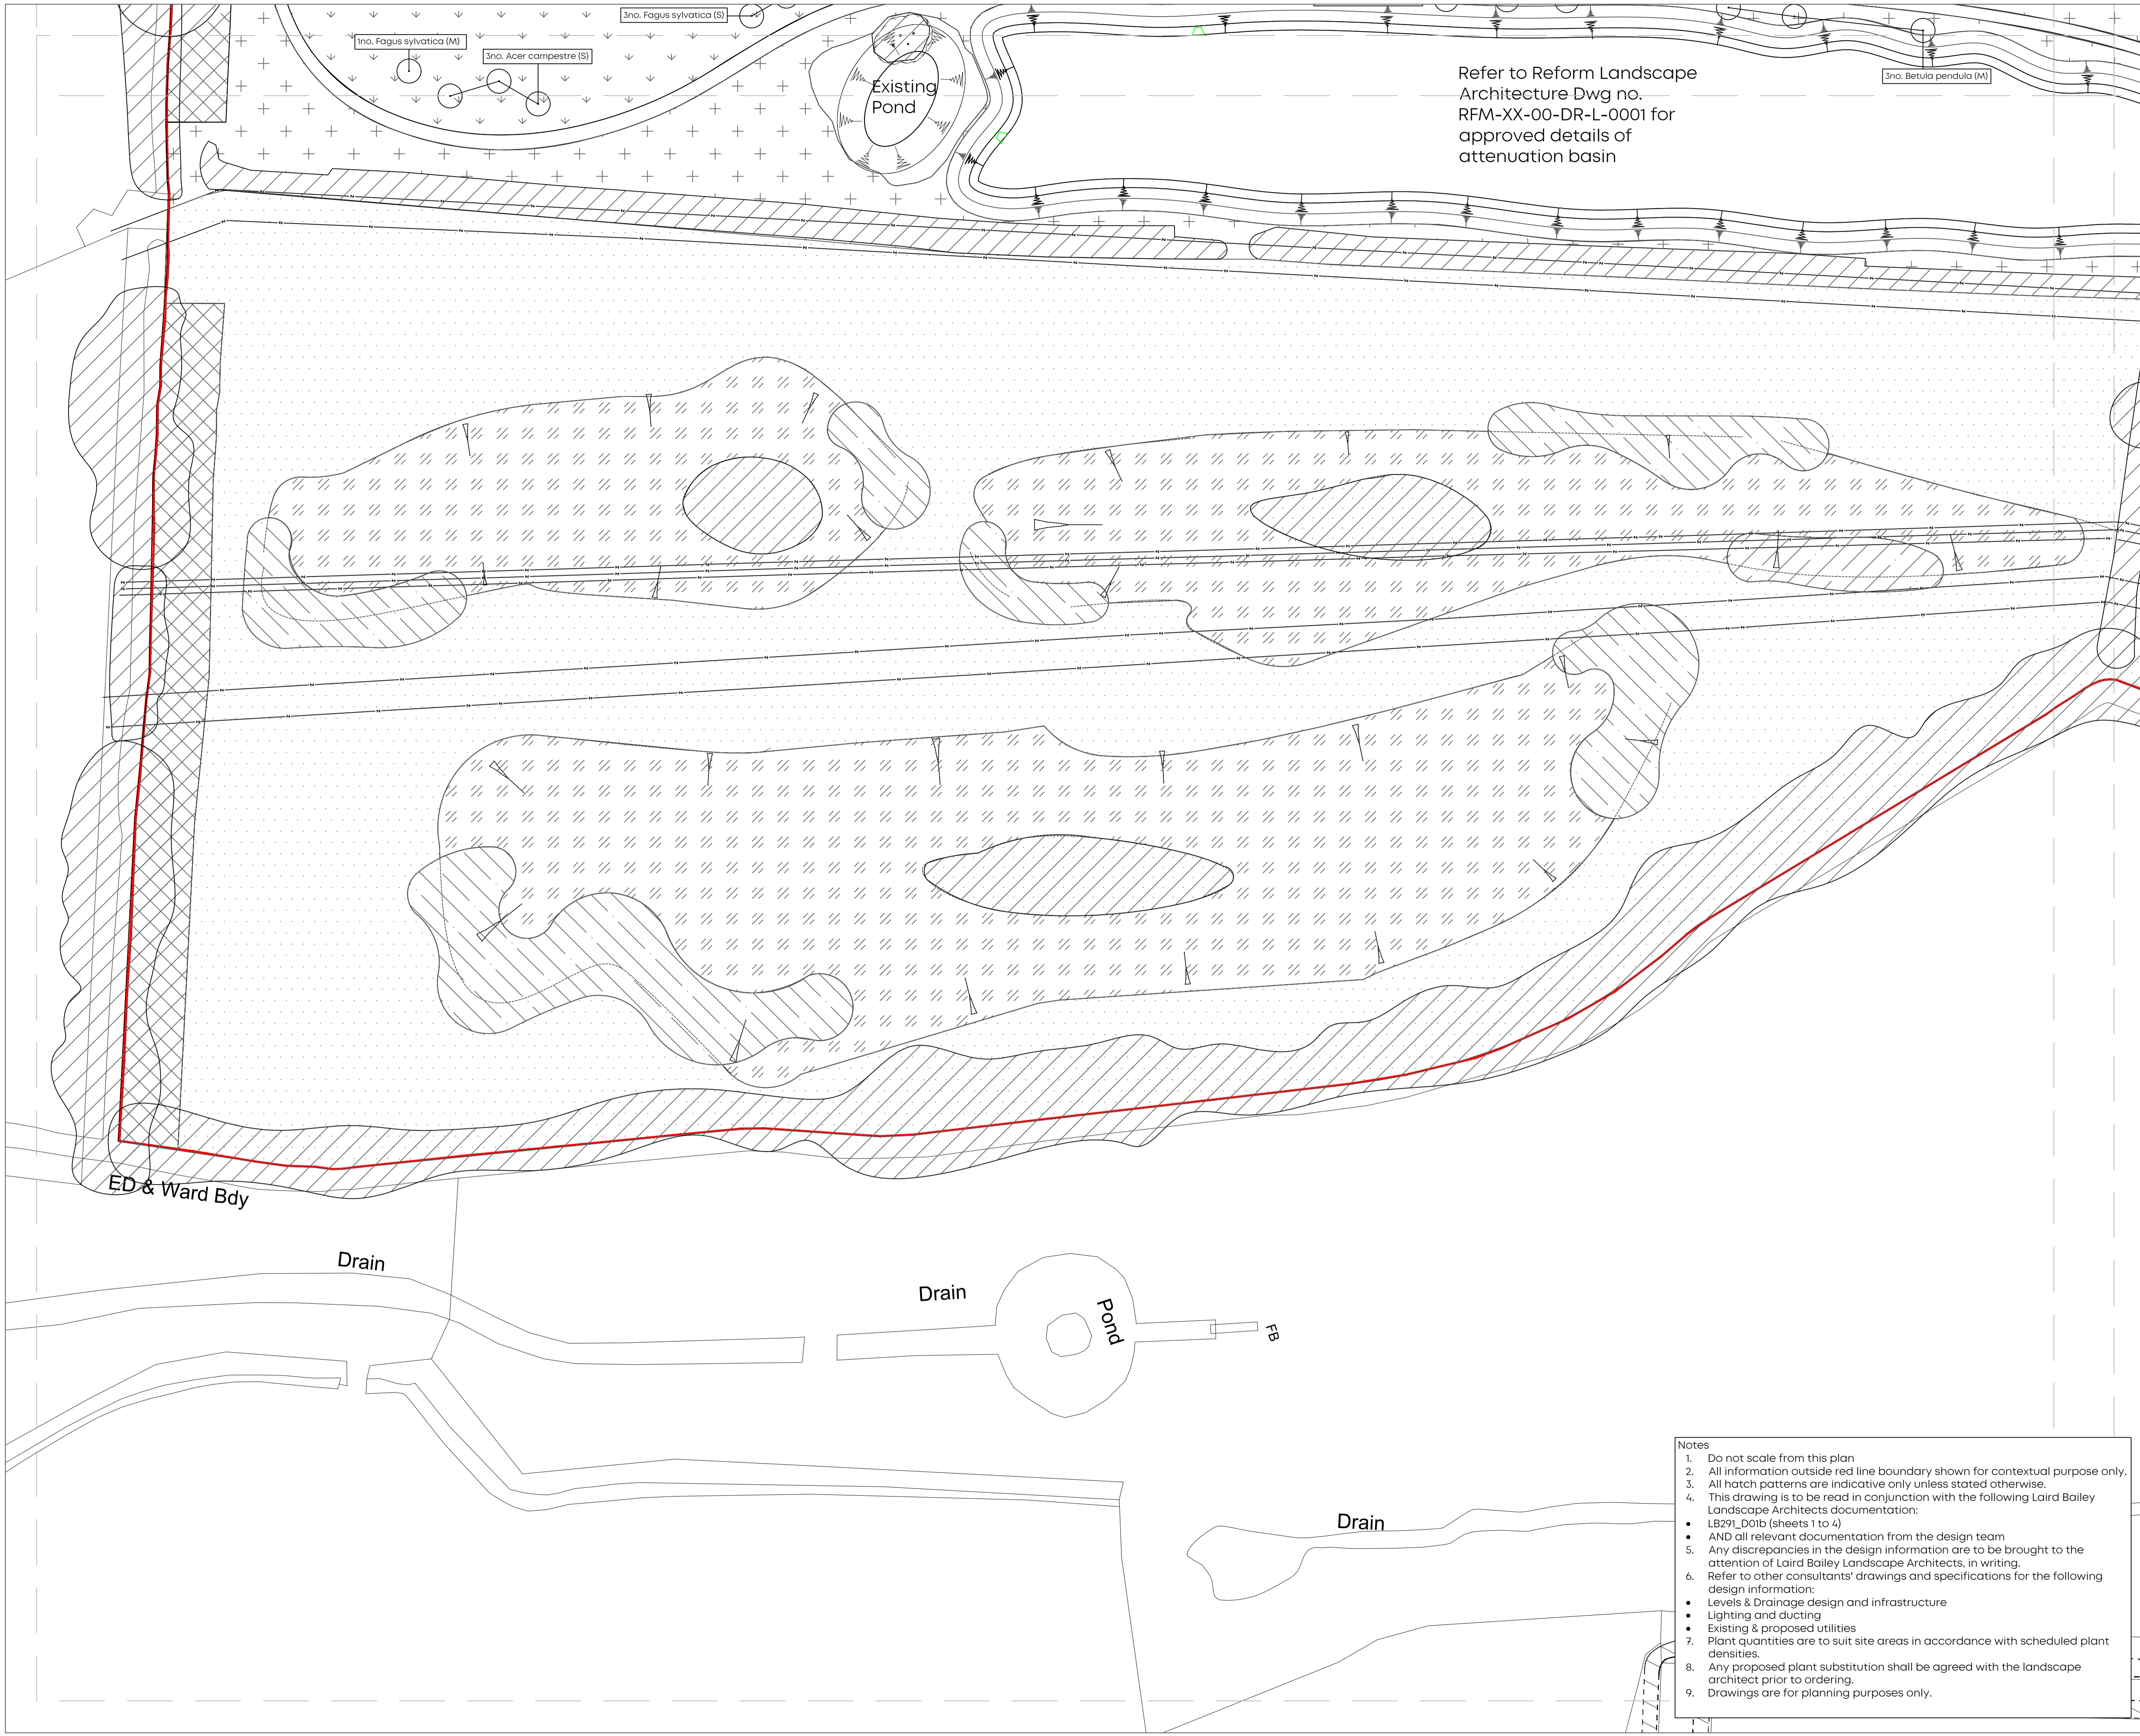 3no. Fagus sylvatica (S)
1no. Fagus sylvatica (M)
3no. Acer campestre (S)
Existing
Pond
Refer to Reform Landscape
Architecture Dwg no.
RFM-XX-00-DR-L-0001 for
approved details of
attenuation basin
3no. Betula pendula (M)
ED & Ward Bdy
Drain
Drain
Pond
FB
Drain
Notes
1. Do not scale from this plan
2. All information outside red line boundary shown for contextual purpose only.
3. All hatch patterns are indicative only unless stated otherwise.
4. This drawing is to be read in conjunction with the following Laird Bailey
Landscape Architects documentation:
• LB291_D01b (sheets 1 to 4)
• AND all relevant documentation from the design team
5. Any discrepancies in the design information are to be brought to the
attention of Laird Bailey Landscape Architects, in writing.
6. Refer to other consultants' drawings and specifications for the following
design information:
• Levels & Drainage design and infrastructure
• Lighting and ducting
• Existing & proposed utilities
7. Plant quantities are to suit site areas in accordance with scheduled plant
densities.
8. Any proposed plant substitution shall be agreed with the landscape
architect prior to ordering.
9. Drawings are for planning purposes only.